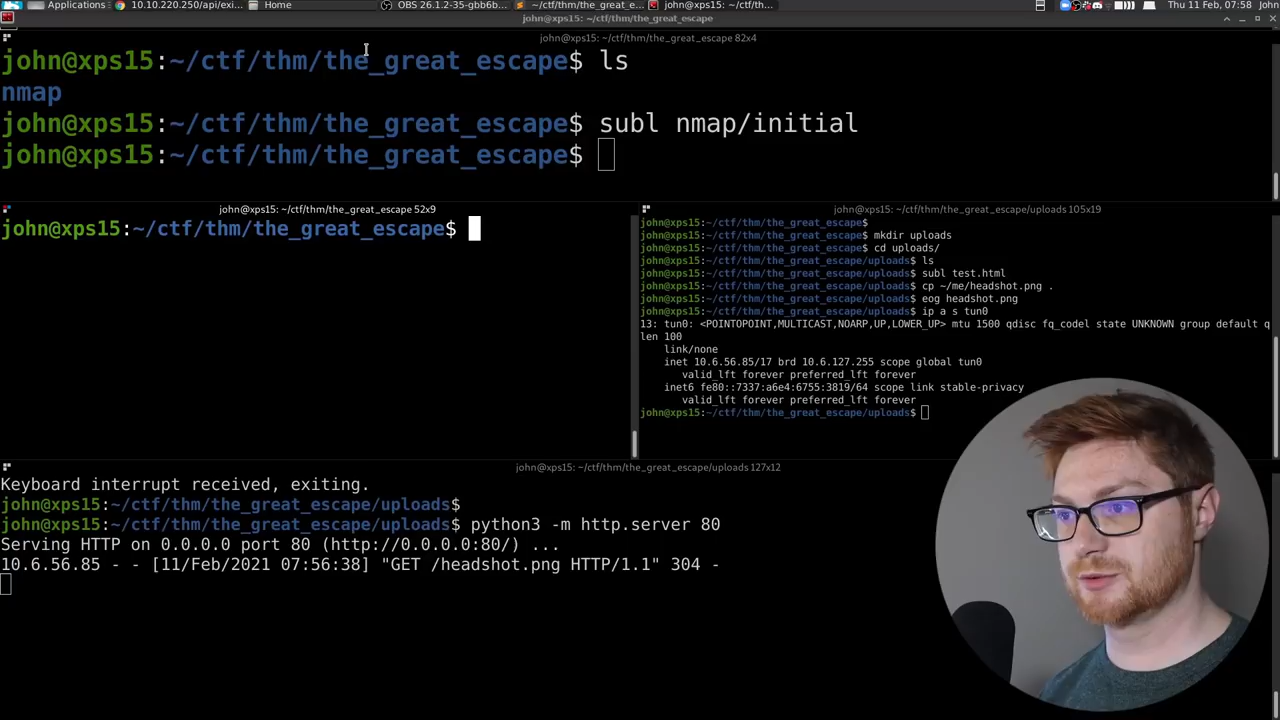 Applications
10.10.220.250/api/exi...
Home
OBS 26.1.2-35-gbb6b...
~/ctf/thm/the_great_es...
john@xps15: ~/ctf/th...
Thu 11 Feb, 07:58
John
john@xps15: ~/ctf/thm/the_great_escape
john@xps15: ~/ctf/thm/the_great_escape 82x4
john@xps15:~/ctf/thm/the_great_escape$ ls
nmap
john@xps15:~/ctf/thm/the_great_escape$ subl nmap/initial
john@xps15:~/ctf/thm/the_great_escape$
john@xps15: ~/ctf/thm/the_great_escape 52x9
john@xps15:~/ctf/thm/the_great_escape$
john@xps15: ~/ctf/thm/the_great_escape/uploads 105x19
john@xps15:~/ctf/thm/the_great_escape$
john@xps15:~/ctf/thm/the_great_escape$ mkdir uploads
john@xps15:~/ctf/thm/the_great_escape$ cd uploads/
john@xps15:~/ctf/thm/the_great_escape/uploads$ ls
john@xps15:~/ctf/thm/the_great_escape/uploads$ subl test.html
john@xps15:~/ctf/thm/the_great_escape/uploads$ cp ~/me/headshot.png .
john@xps15:~/ctf/thm/the_great_escape/uploads$ eog headshot.png
john@xps15:~/ctf/thm/the_great_escape/uploads$ ip a s tun0
13: tun0: <POINTOPOINT,MULTICAST,NOARP,UP,LOWER_UP> mtu 1500 qdisc fq_codel state UNKNOWN group default q
len 100
link/none
inet 10.6.56.85/17 brd 10.6.127.255 scope global tun0
valid_lft forever preferred_lft forever
inet6 fe80::7337:a6e4:6755:3819/64 scope link stable-privacy
valid_lft forever preferred_lft forever
john@xps15:~/ctf/thm/the_great_escape/uploads$
john@xps15: ~/ctf/thm/the_great_escape/uploads 127x12
Keyboard interrupt received, exiting.
john@xps15:~/ctf/thm/the_great_escape/uploads$
john@xps15:~/ctf/thm/the_great_escape/uploads$ python3 -m http.server 80
Serving HTTP on 0.0.0.0 port 80 (http://0.0.0.0:80/) ...
10.6.56.85 - - [11/Feb/2021 07:56:38] "GET /headshot.png HTTP/1.1" 304 -